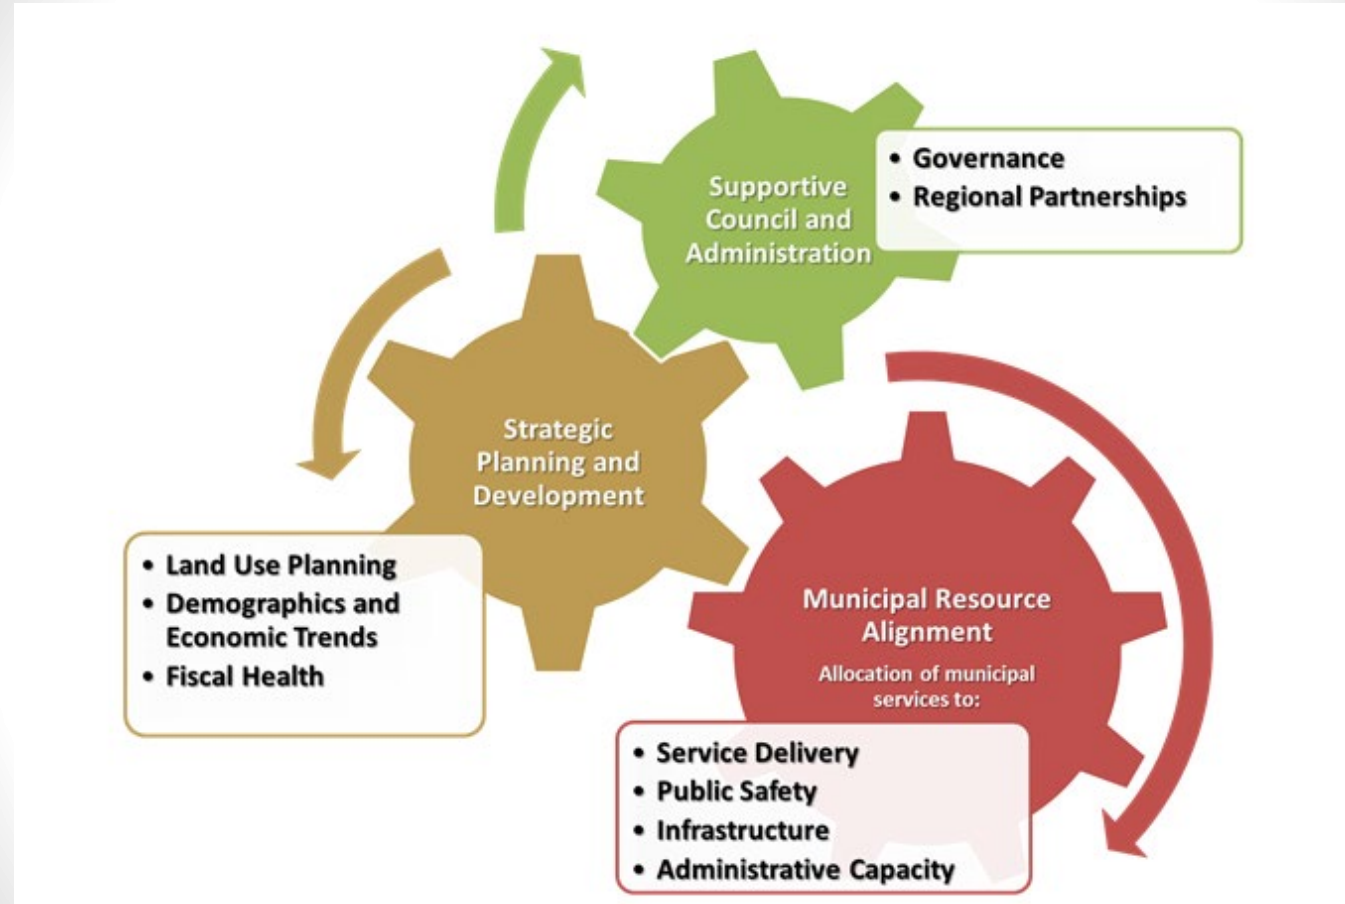 Supportive
Council and
Administration
• Governance
• Regional Partnerships
Strategic
Planning and
Development
• Land Use Planning
• Demographics and
Economic Trends
• Fiscal Health
Municipal Resource
Alignment
Allocation of municipal
services to:
• Service Delivery
• Public Safety
• Infrastructure
• Administrative Capacity